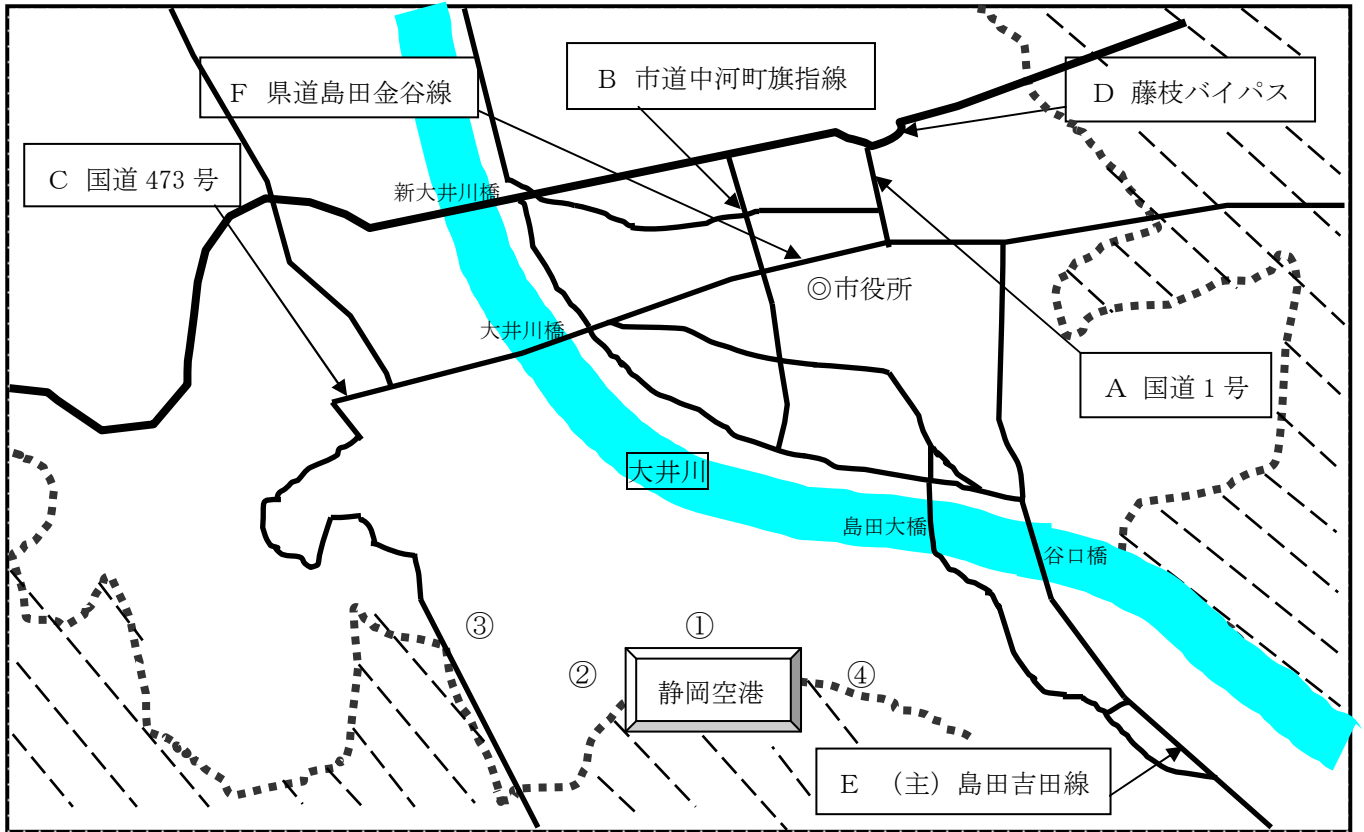 F 県道島田金谷線
B 市道中河町旗指線
D 藤枝バイパス
C 国道 473 号
新大井川橋
◎市役所
大井川橋
A 国道 1 号
大井川
島田大橋
谷口橋
①
③
②
静岡空港
④
E （主）島田吉田線